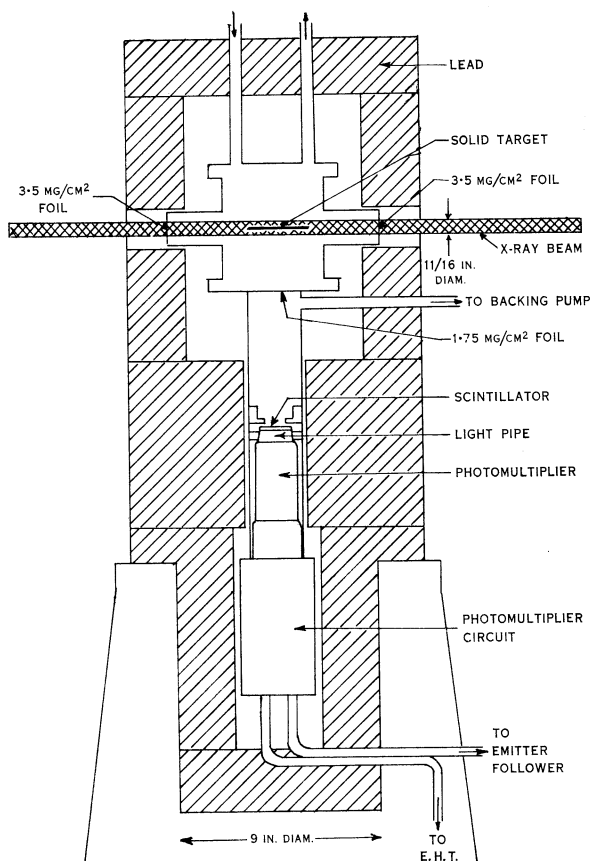 LEAD
SOLID TARGET
3·5 MG/CM²
FOIL
3·5 MG/CM² FOIL
X-RAY BEAM
11/16 IN.
DIAM.
TO BACKING PUMP
1·75 MG/CM² FOIL
SCINTILLATOR
LIGHT PIPE
PHOTOMULTIPLIER
PHOTOMULTIPLIER
CIRCUIT
TO
EMITTER
FOLLOWER
9 IN. DIAM.
TO
E.H.T.